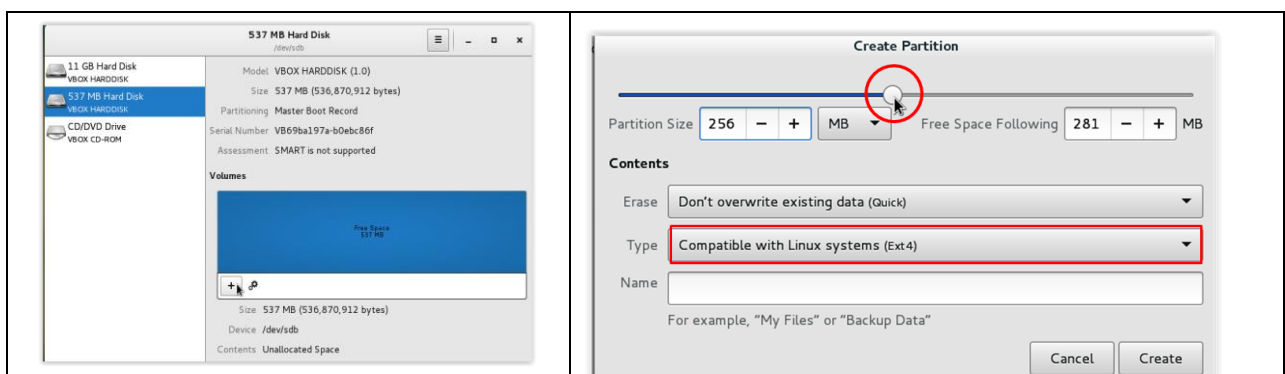 537 MB Hard Disk
/dev/sdb
11 GB Hard Disk
VBOX HARDDISK
537 MB Hard Disk
VBOX HARDDISK
CD/DVD Drive
VBOX CD-ROM
Model VBOX HARDDISK (1.0)
Size 537 MB (536,870,912 bytes)
Partitioning Master Boot Record
Serial Number VB69ba197a-b0ebc86f
Assessment SMART is not supported
Volumes
Free Space
537 MB
Size 537 MB (536,870,912 bytes)
Device /dev/sdb
Contents Unallocated Space
Create Partition
Partition Size 256 − + MB Free Space Following 281 − + MB
Contents
Erase Don't overwrite existing data (Quick)
Type Compatible with Linux systems (Ext4)
Name
For example, "My Files" or "Backup Data"
Cancel Create